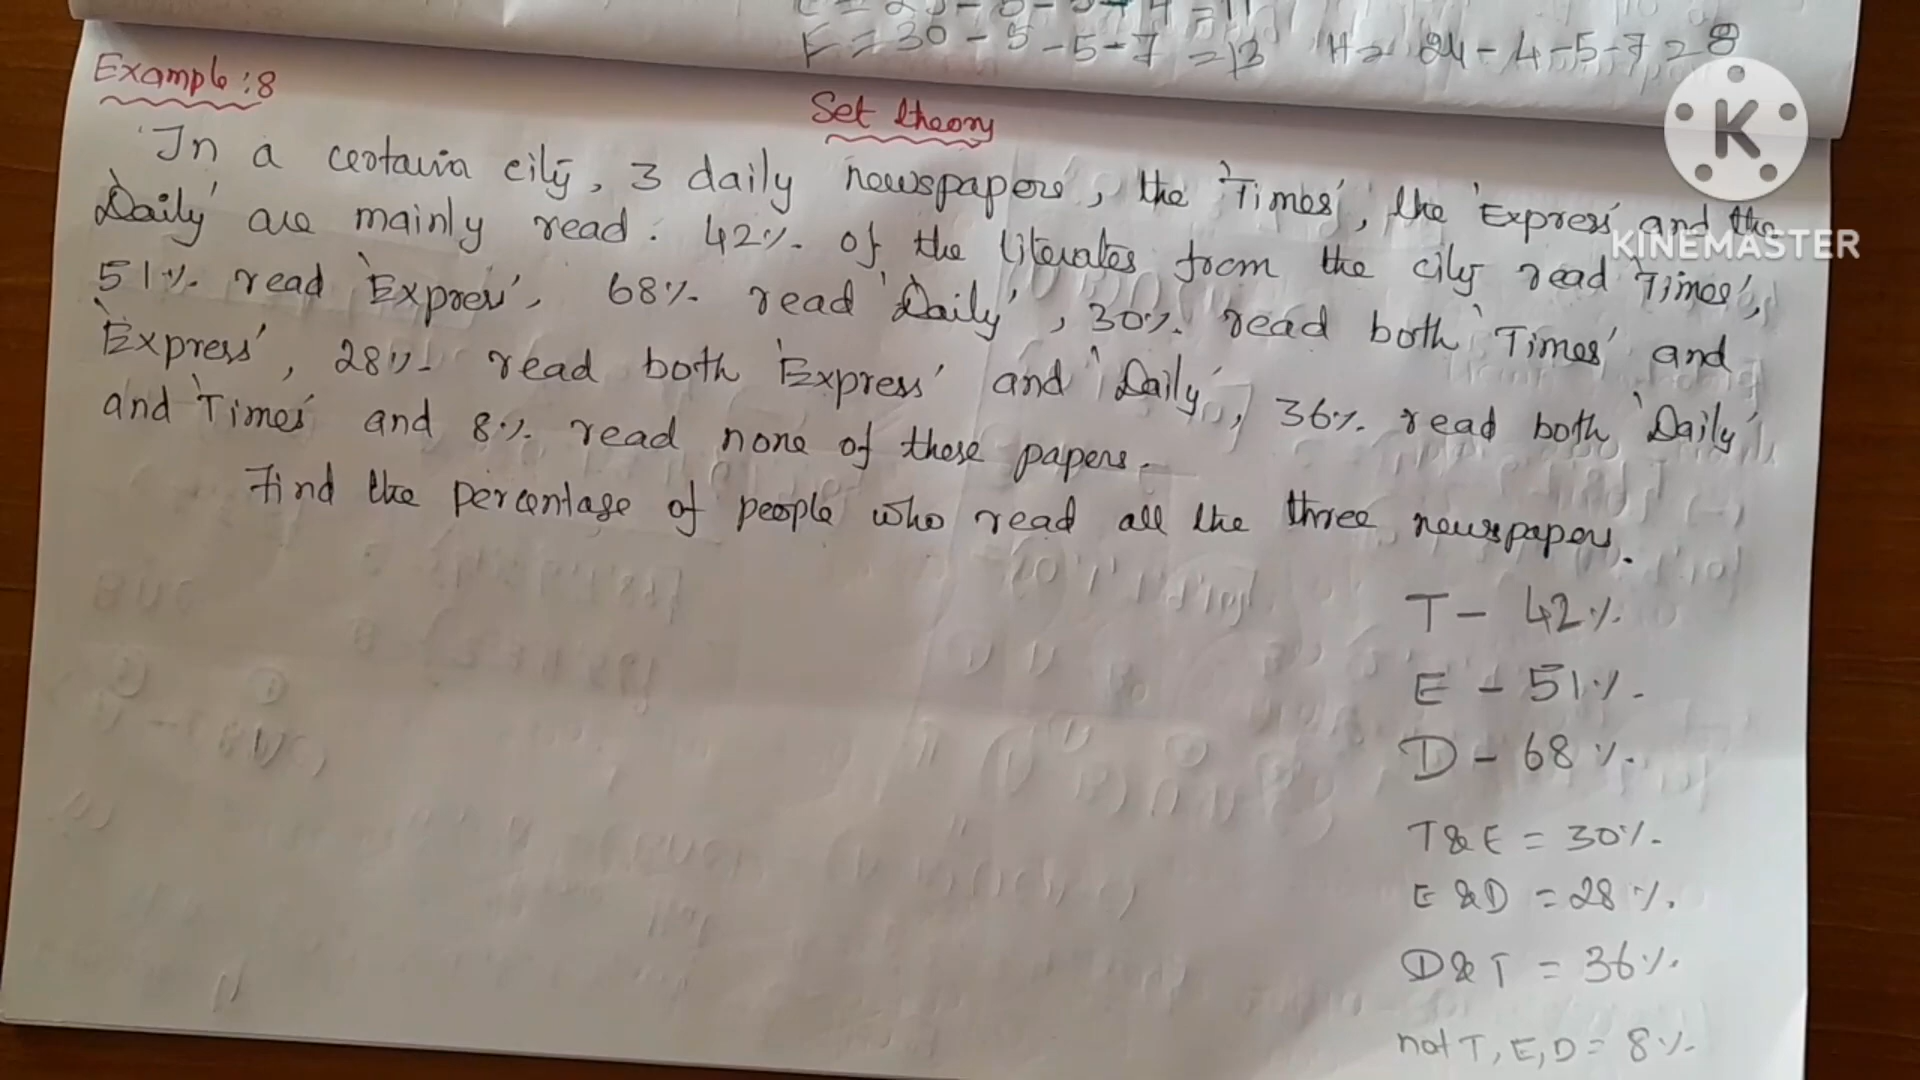 F = 30 - 5 - 5 - 7 = 13 H = 24 - 4 - 5 - 7 = 8
Example: 8
Set theory
K
In a certain city, 3 daily newspapers, the 'Times', the 'Express' and the
'Daily' are mainly read. 42% of the literates from the city read 'Times',
KINEMASTER
51% read 'Express', 68% read 'Daily', 30% read both 'Times' and
'Express', 28% read both 'Express' and 'Daily', 36% read both 'Daily'
and 'Times' and 8% read none of these papers.
Find the percentage of people who read all the three newspapers.
T - 42%
E - 51%
D - 68%
T & E = 30%
E & D = 28%
D & T = 36%
not T, E, D = 8%